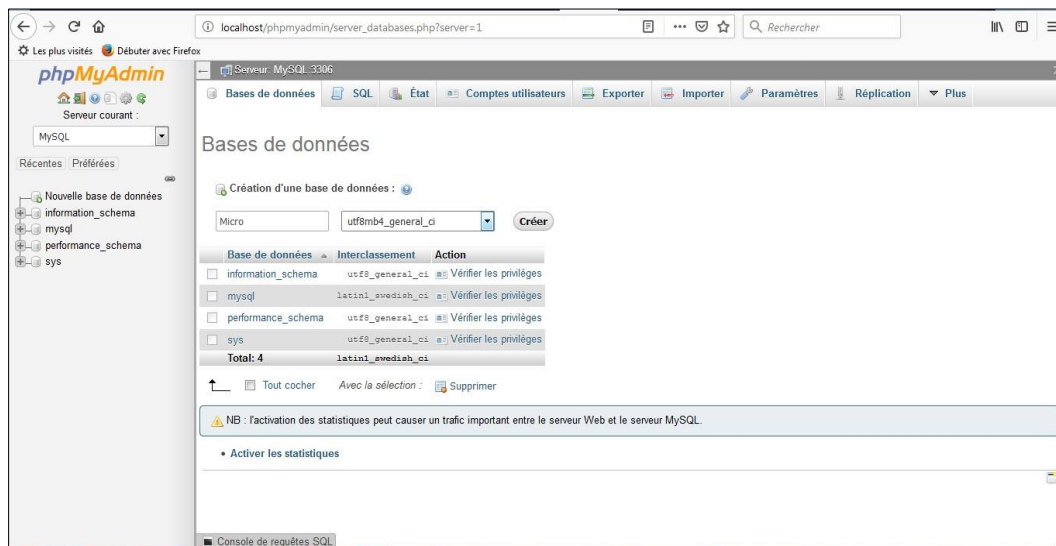 localhost/phpmyadmin/server_databases.php?server=1
Rechercher
Les plus visités Débuter avec Firefox
phpMyAdmin
Serveur courant :
MySQL
Récentes Préférées
Nouvelle base de données
information_schema
mysql
performance_schema
sys
Serveur: MySQL:3306
Bases de données SQL État Comptes utilisateurs Exporter Importer Paramètres Réplication Plus
Bases de données
Création d'une base de données :
Micro utf8mb4_general_ci Créer
Base de données Interclassement Action
information_schema utf8_general_ci Vérifier les privilèges
mysql latin1_swedish_ci Vérifier les privilèges
performance_schema utf8_general_ci Vérifier les privilèges
sys utf8_general_ci Vérifier les privilèges
Total: 4 latin1_swedish_ci
Tout cocher Avec la sélection : Supprimer
NB : l'activation des statistiques peut causer un trafic important entre le serveur Web et le serveur MySQL.
• Activer les statistiques
Console de requêtes SQL